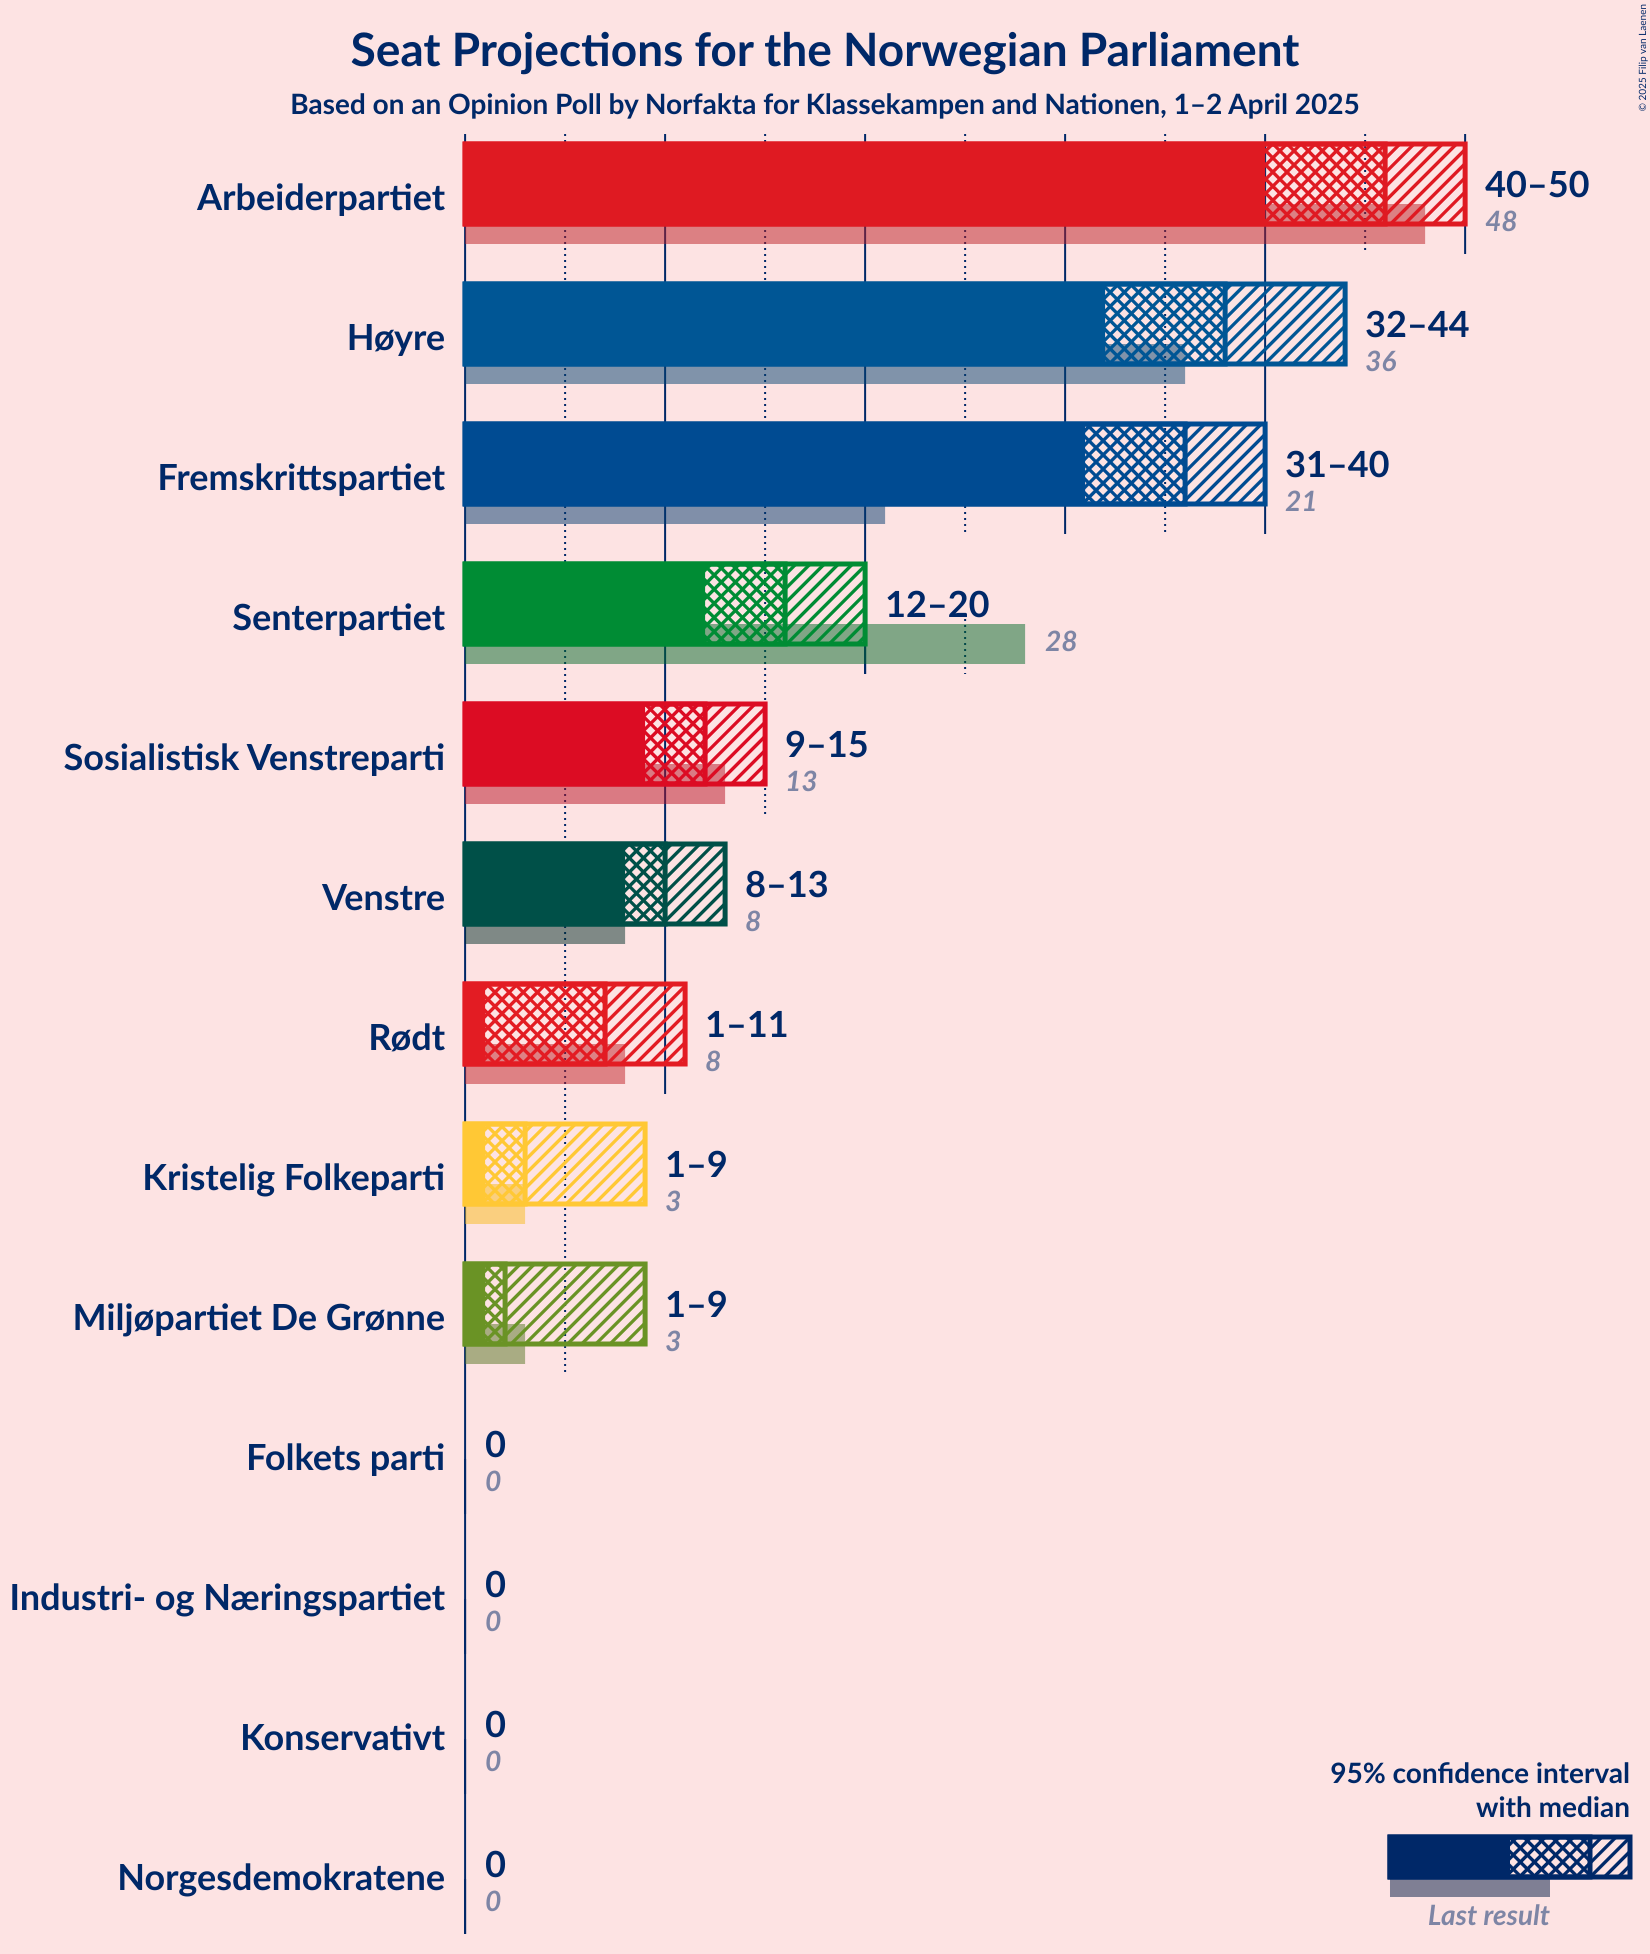 Seat Projections for the Norwegian Parliament
Based on an Opinion Poll by Norfakta for Klassekampen and Nationen, 1–2 April 2025
© 2025 Filip van Laenen
Arbeiderpartiet
40–50
48
Høyre
32–44
36
Fremskrittspartiet
31–40
21
Senterpartiet
12–20
28
Sosialistisk Venstreparti
9–15
13
Venstre
8–13
8
Rødt
1–11
8
Kristelig Folkeparti
1–9
3
Miljøpartiet De Grønne
1–9
3
Folkets parti
0
0
Industri- og Næringspartiet
0
0
Konservativt
0
0
Norgesdemokratene
0
0
95% confidence interval
with median
Last result